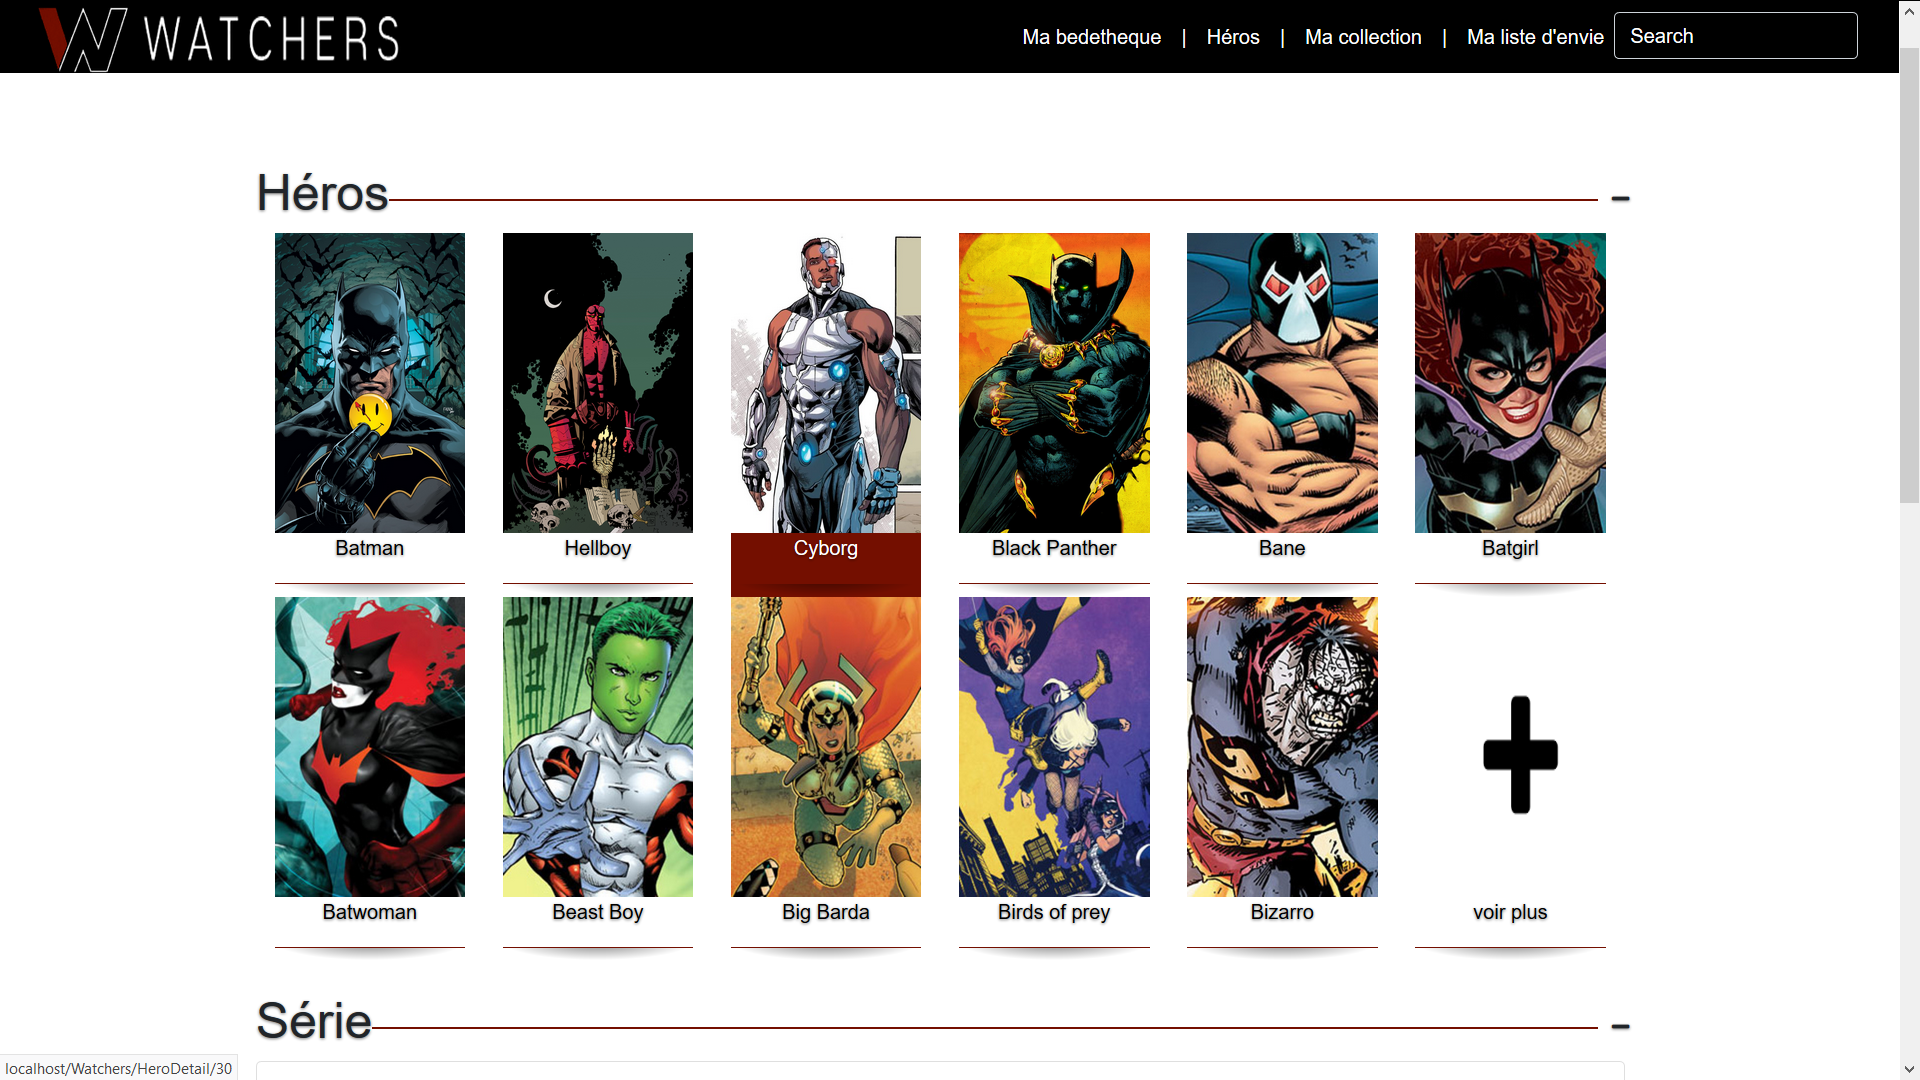 WATCHERS
Ma bedetheque | Héros | Ma collection | Ma liste d'envie
Search
Héros
Batman
Hellboy
Cyborg
Black Panther
Bane
Batgirl
Batwoman
Beast Boy
Big Barda
Birds of prey
Bizarro
voir plus
Série
localhost/Watchers/HeroDetail/30